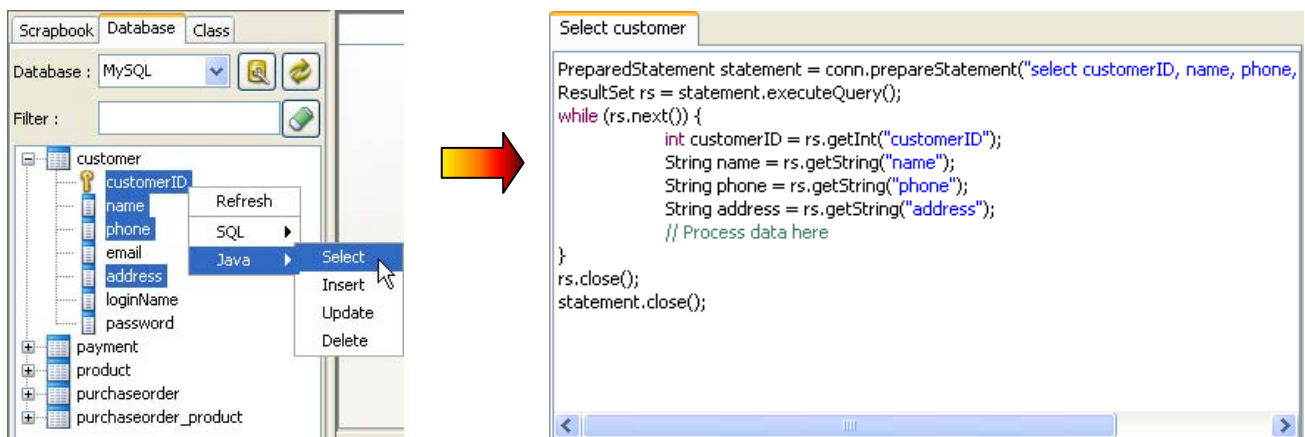 Scrapbook Database Class
Database : MySQL
Filter :
customer
customerID
name
phone
email
address
loginName
password
payment
product
purchaseorder
purchaseorder_product
Refresh
SQL
Java
Select
Insert
Update
Delete
Select customer
PreparedStatement statement = conn.prepareStatement("select customerID, name, phone,
ResultSet rs = statement.executeQuery();
while (rs.next()) {
int customerID = rs.getInt("customerID");
String name = rs.getString("name");
String phone = rs.getString("phone");
String address = rs.getString("address");
// Process data here
}
rs.close();
statement.close();